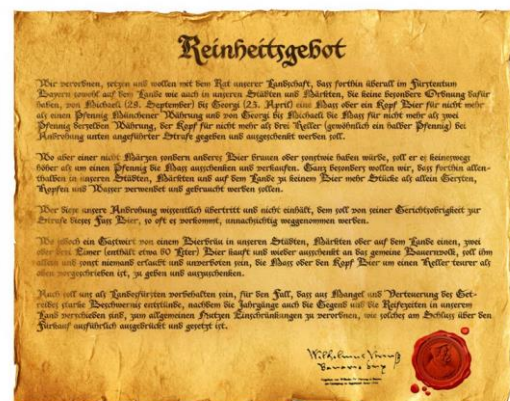 Reinheitsgebot
Wir verordnen, setzen und wollen mit dem Rat unserer Landschaft, dass forthin überall im Fürstentum
Bayern sowohl auf dem Lande wie auch in unseren Städten und Märkten, die keine besondere Ordnung dafür
haben, von Michaeli (29. September) bis Georgi (23. April) eine Mass oder ein Kopf Bier für nicht mehr
als einen Pfennig Münchener Währung und von Georgi bis Michaeli die Mass für nicht mehr als zwei
Pfennig derselben Währung, der Kopf für nicht mehr als drei Heller (gewöhnlich ein halber Pfennig) bei
Androhung unten angeführter Strafe gegeben und ausgeschenkt werden soll.
Wo aber einer nicht Märzen sondern anderes Bier brauen oder sonstwie haben würde, soll er es keineswegs
höher als um einen Pfennig die Mass ausschenken und verkaufen. Ganz besonders wollen wir, dass forthin allen-
thalben in unseren Städten, Märkten und auf dem Lande zu keinem Bier mehr Stücke als allein Gersten,
Hopfen und Wasser verwendet und gebraucht werden sollen.
Wer diese unsere Androhung wissentlich übertritt und nicht einhält, dem soll von seiner Gerichtsobrigkeit zur
Strafe dieses Fass Bier, so oft es vorkommt, unnachsichtig weggenommen werden.
Wo jedoch ein Gastwirt von einem Bierbräu in unseren Städten, Märkten oder auf dem Lande einen, zwei
oder drei Eimer (enthält etwa 60 Liter) Bier kauft und wieder ausschenkt an das gemeine Bauernvolk, soll ihm
allein und sonst niemand erlaubt und unverboten sein, die Mass oder den Kopf Bier um einen Heller teurer als
oben vorgeschrieben ist, zu geben und auszuschenken.
Auch soll uns als Landesfürsten vorbehalten sein, für den Fall, dass aus Mangel und Verteuerung des Get-
reides starke Beschwernis entstünde, nachdem die Jahrgänge auch die Gegend und die Reifezeiten in unserem
Land verschieden sind, zum allgemeinen Nutzen Einschränkungen zu verordnen, wie solches am Schluss über den
Fürkauf ausführlich ausgedrückt und gesetzt ist.